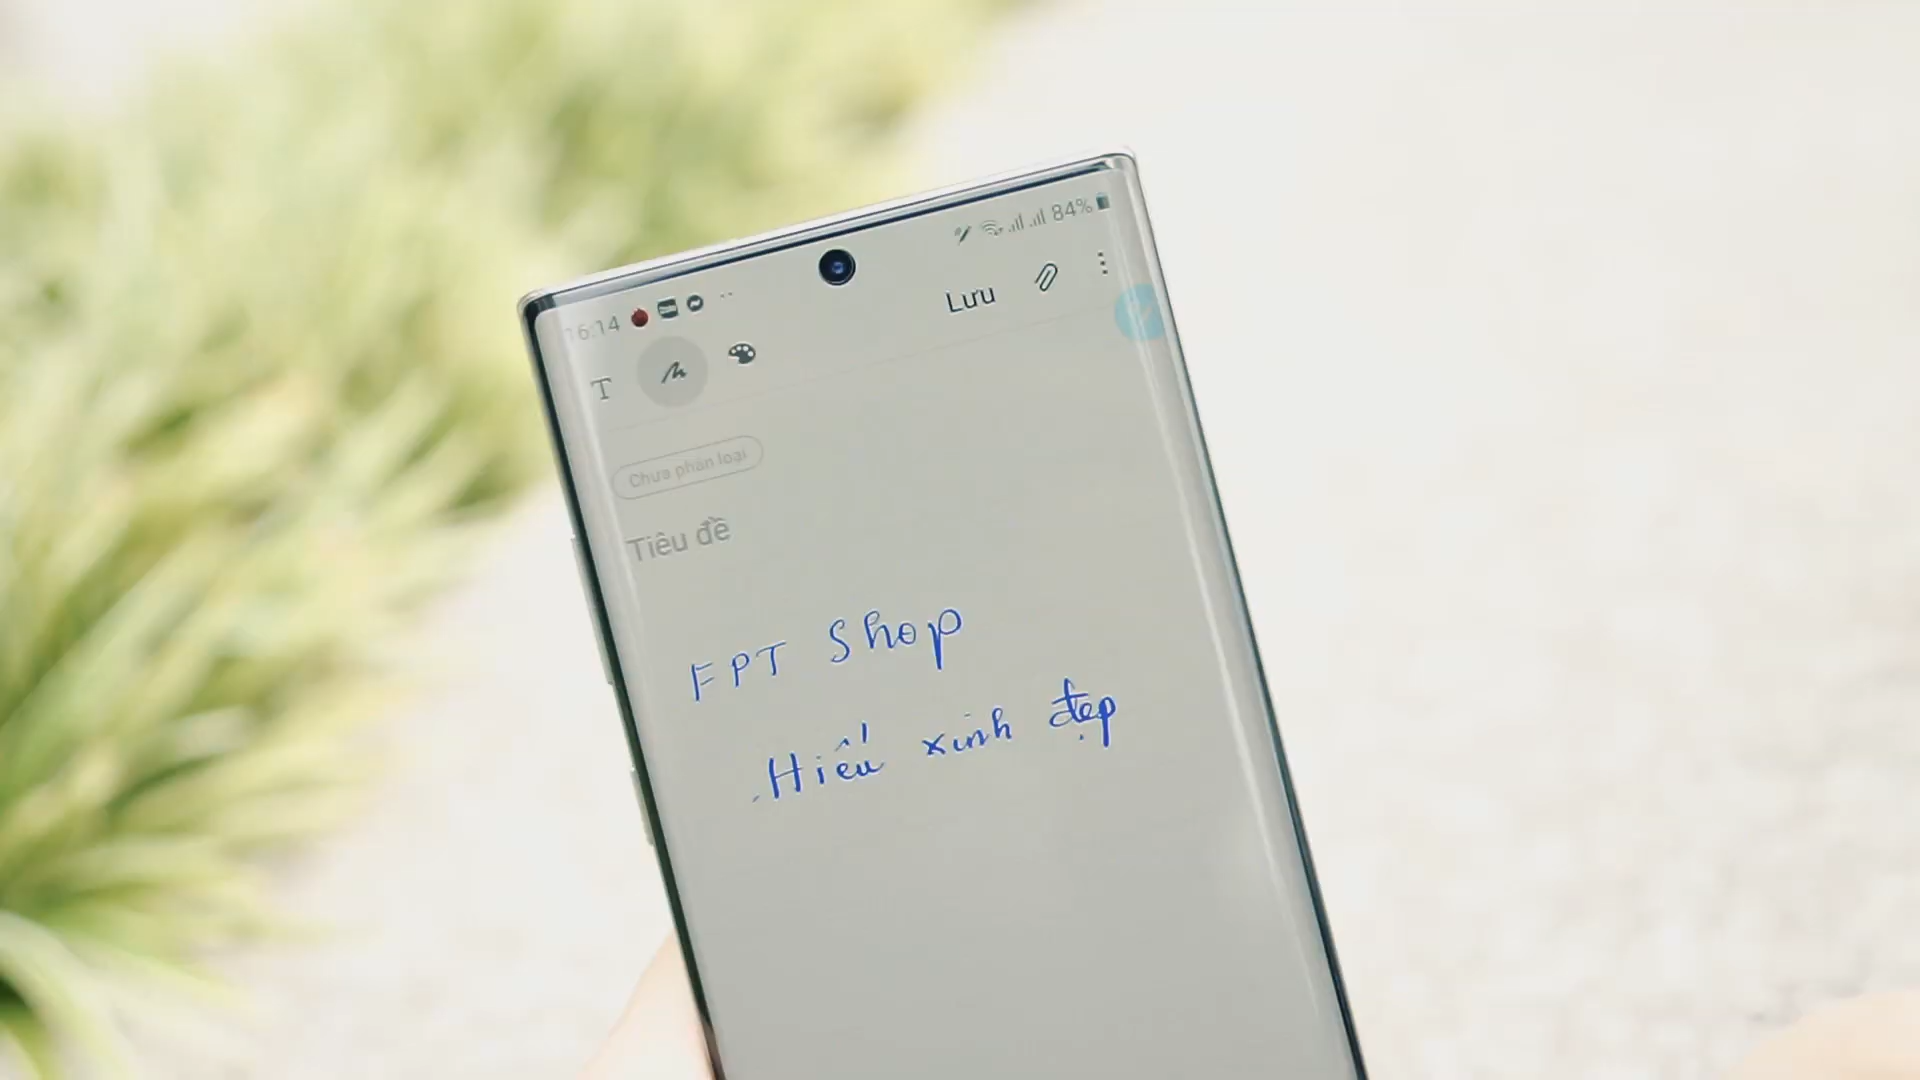 16:14 84%
Lưu
T
Chưa phân loại
Tiêu đề
FPT Shop
Hiếu xinh đẹp